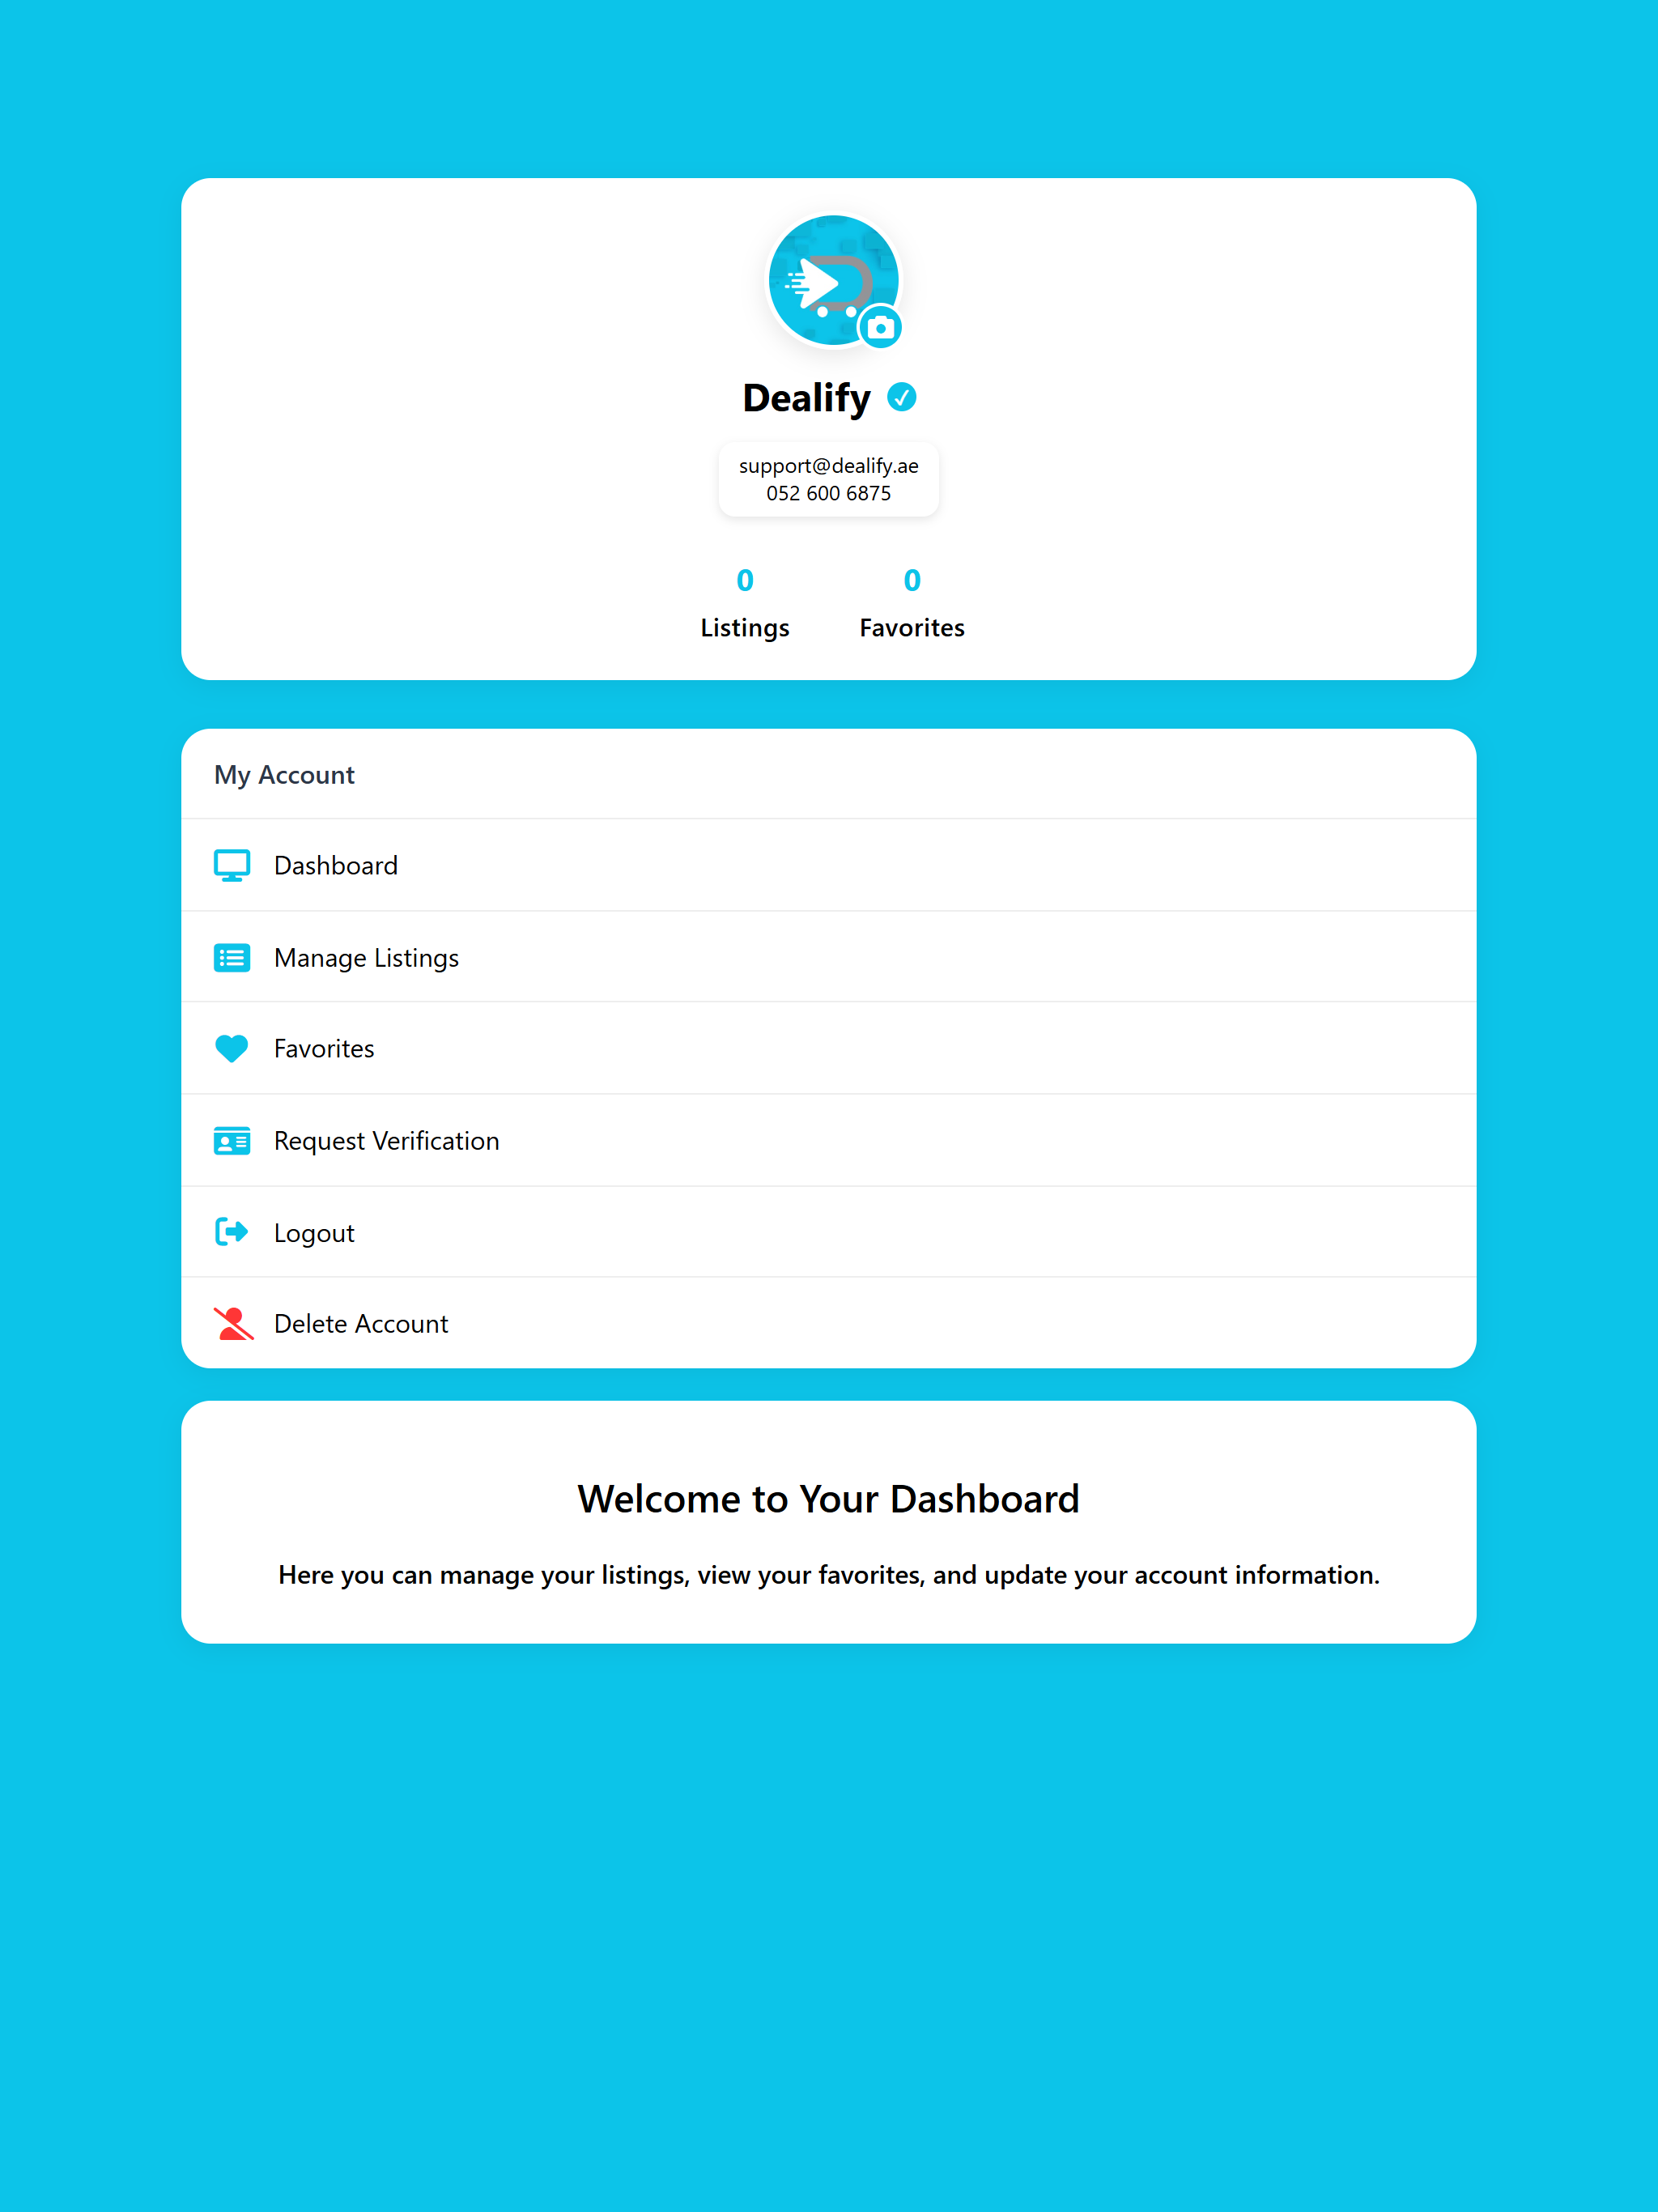 Dealify
support@dealify.ae
052 600 6875
0 0
Listings Favorites
My Account
Dashboard
Manage Listings
Favorites
Request Verification
Logout
Delete Account
Welcome to Your Dashboard
Here you can manage your listings, view your favorites, and update your account information.